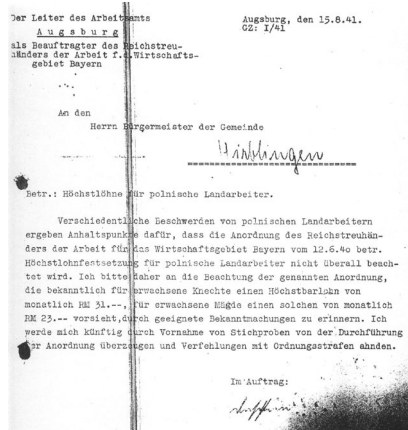 Der Leiter des Arbeitsamts
Augsburg, den 15.8.41.
A u g s b u r g
GZ: I/41
als Beauftragter des Reichstreu-
händers der Arbeit f.d.Wirtschafts-
gebiet Bayern
An den
Herrn Bürgermeister der Gemeinde
Hirblingen
Betr.: Höchstlöhne für polnische Landarbeiter.
Verschiedentliche Beschwerden von polnischen Landarbeitern
ergeben Anhaltspunkte dafür, dass die Anordnung des Reichstreuhän-
ders der Arbeit für das Wirtschaftsgebiet Bayern vom 12.6.40 betr.
Höchstlohnfestsetzung für polnische Landarbeiter nicht überall beach-
tet wird. Ich bitte daher an die Beachtung der genannten Anordnung,
die bekanntlich für erwachsene Knechte einen Höchstbarlohn von
monatlich RM 31.--, für erwachsene Mägde einen solchen von monatlich
RM 23.-- vorsieht, durch geeignete Bekanntmachungen zu erinnern. Ich
werde mich künftig durch Vornahme von Stichproben von der Durchführung
der Anordnung überzeugen und Verfehlungen mit Ordnungsstrafen ahnden.
Im Auftrag: